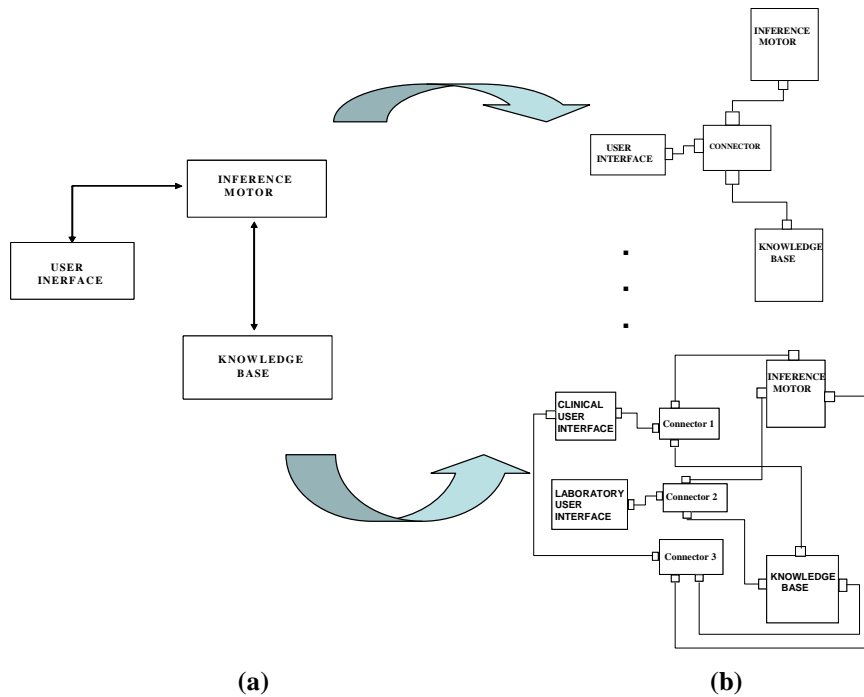 INFERENCE
MOTOR
USER
INERFACE
KNOWLEDGE
BASE
INFERENCE
MOTOR
USER
INTERFACE
CONNECTOR
KNOWLEDGE
BASE
CLINICAL
USER
INTERFACE
Connector 1
INFERENCE
MOTOR
LABORATORY
USER
INTERFACE
Connector 2
Connector 3
KNOWLEDGE
BASE
(a)
(b)